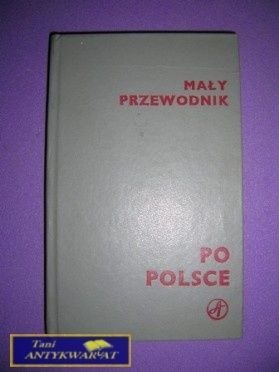 MAŁY
PRZEWODNIK
PO
POLSCE
Tani
ANTYKWARIAT